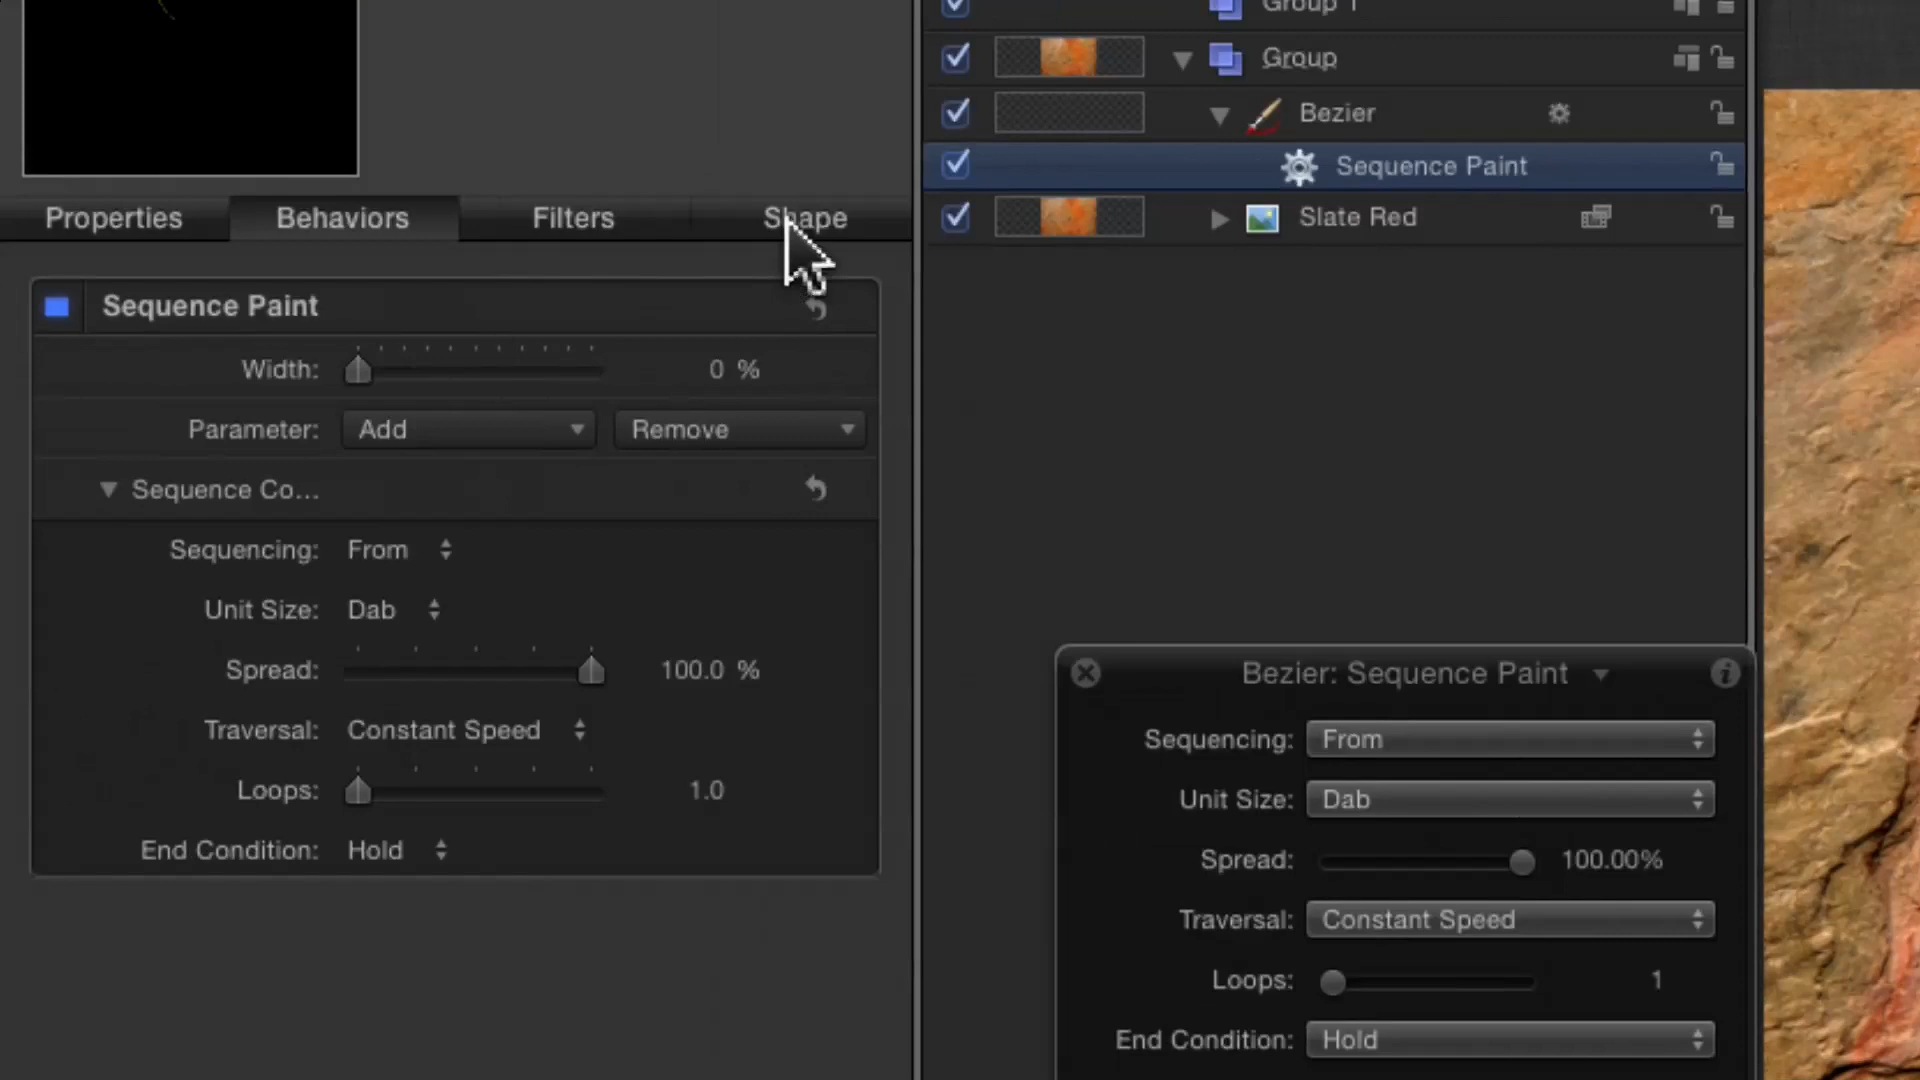 Group 1
Group
Bezier
Sequence Paint
Slate Red
Properties
Behaviors
Filters
Shape
Sequence Paint
Width: 0 %
Parameter: Add Remove
Sequence Co...
Sequencing: From
Unit Size: Dab
Spread: 100.0 %
Traversal: Constant Speed
Loops: 1.0
End Condition: Hold
Bezier: Sequence Paint
Sequencing: From
Unit Size: Dab
Spread: 100.00%
Traversal: Constant Speed
Loops: 1
End Condition: Hold